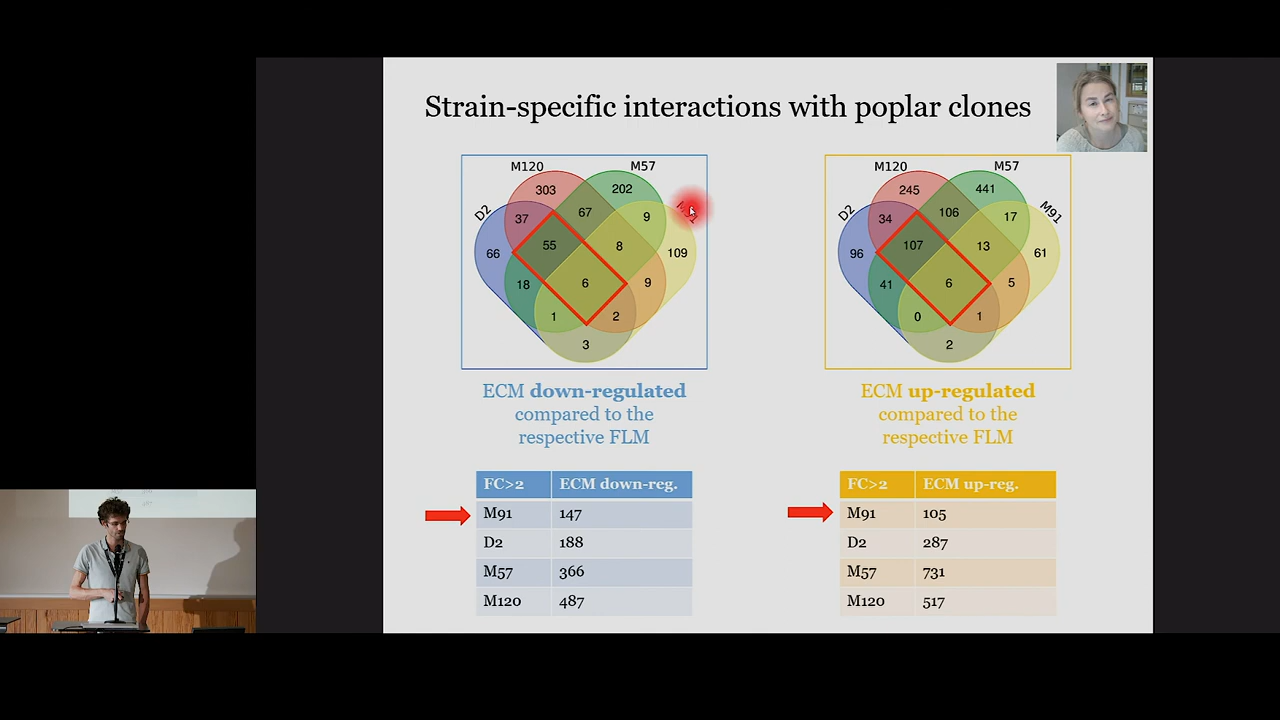 Strain-specific interactions with poplar clones
M120
M57
D2
303
202
37
67
9
66
55
8
109
18
6
9
1
2
3
M120
M57
D2
M91
245
441
34
106
17
96
107
13
61
41
6
5
0
1
2
ECM down-regulated
compared to the
respective FLM
ECM up-regulated
compared to the
respective FLM
FC>2 ECM down-reg.
M91 147
D2 188
M57 366
M120 487
FC>2 ECM up-reg.
M91 105
D2 287
M57 731
M120 517